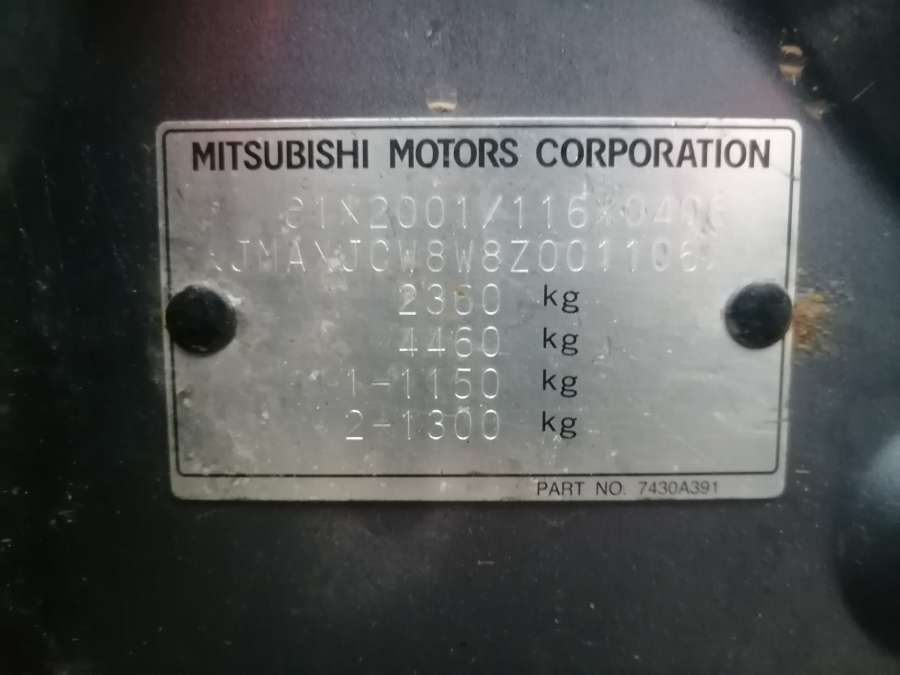 MITSUBISHI MOTORS CORPORATION
2360 kg
4460 kg
1-1150 kg
2-1300 kg
PART NO. 7430A391